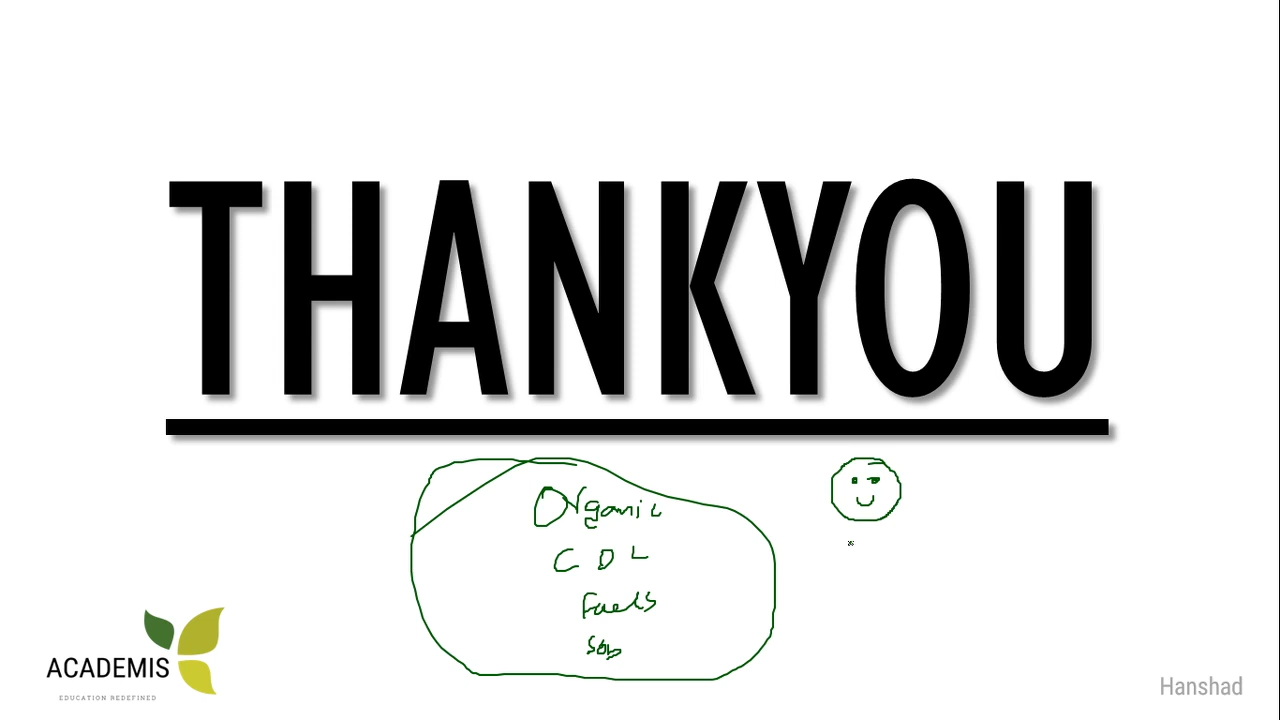 THANKYOU
Organic
C D L
Fuels
ACADEMIS
EDUCATION REDEFINED
Hanshad